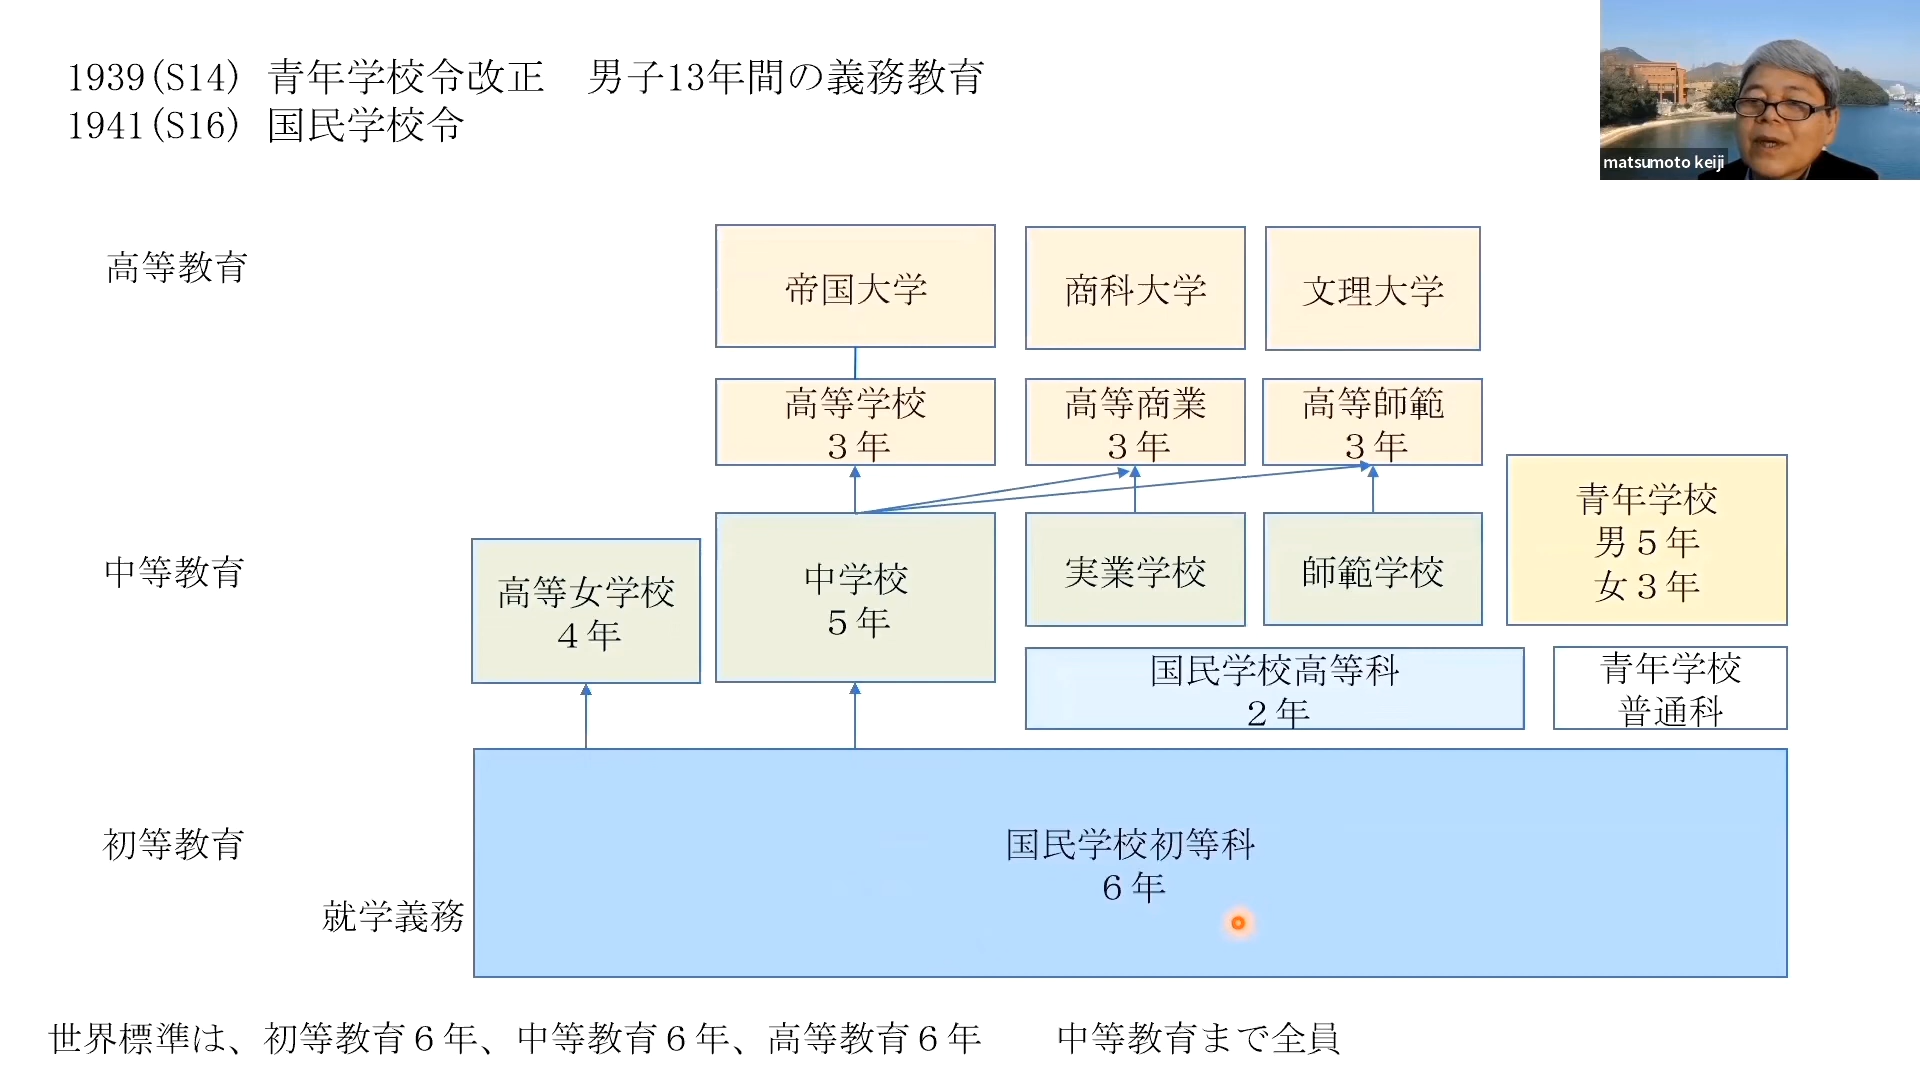 1939(S14) 青年学校令改正　男子13年間の義務教育
1941(S16) 国民学校令
matsumoto keiji
高等教育
帝国大学
商科大学
文理大学
高等学校
３年
高等商業
３年
高等師範
３年
中等教育
高等女学校
４年
中学校
５年
実業学校
師範学校
青年学校
男５年
女３年
国民学校高等科
２年
青年学校
普通科
初等教育
就学義務
国民学校初等科
６年
世界標準は、初等教育６年、中等教育６年、高等教育６年　　中等教育まで全員